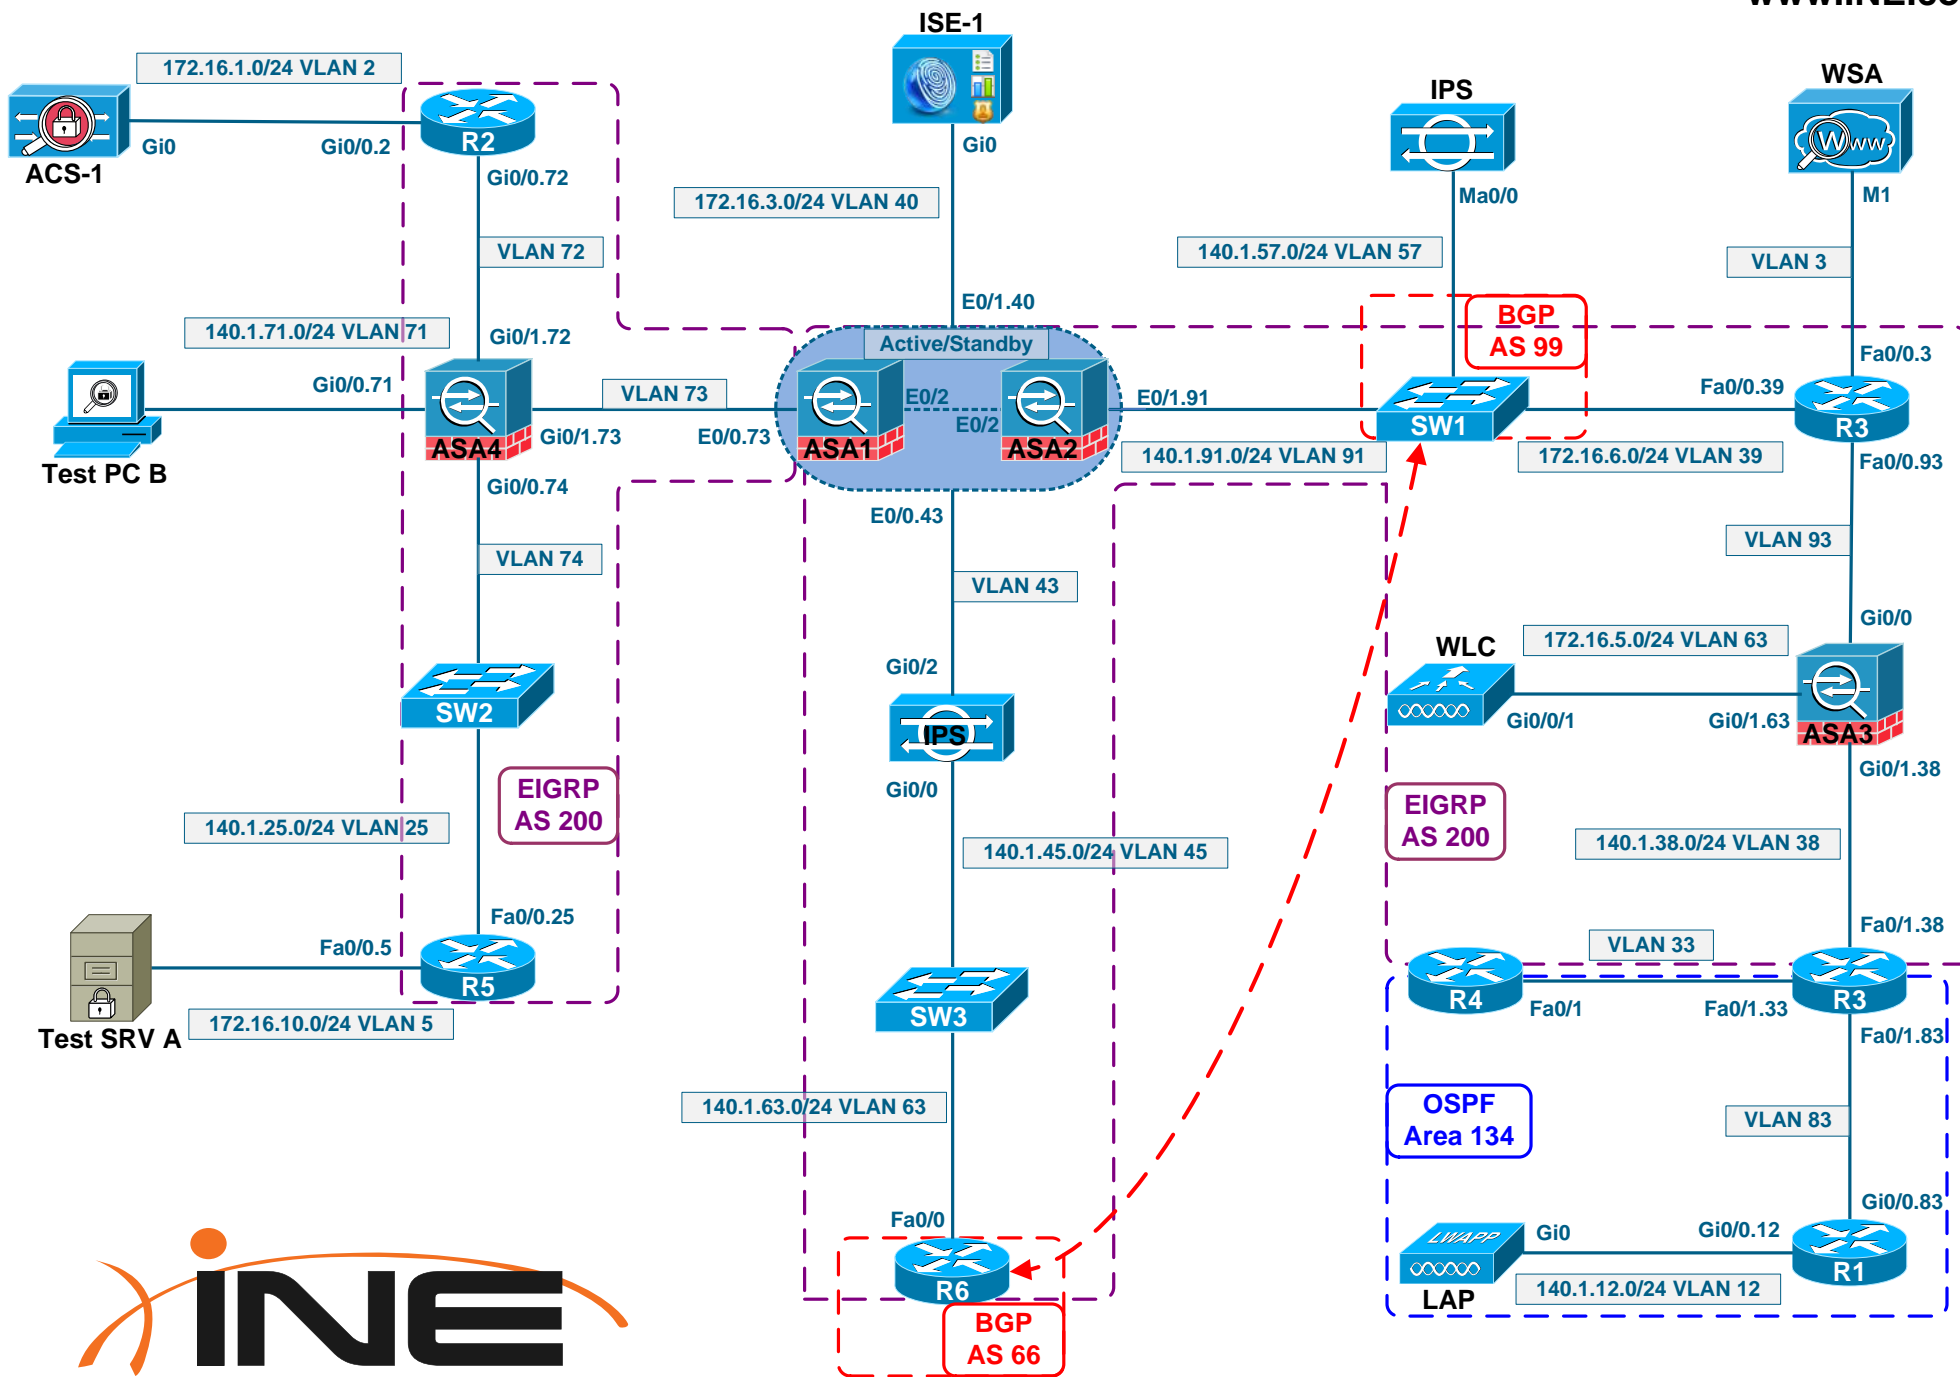 www.INE.co
ISE-1
172.16.1.0/24 VLAN 2
WSA
IPS
R2
Gi0
Gi0/0.2
Gi0
ACS-1
Gi0/0.72
172.16.3.0/24 VLAN 40
Ma0/0
M1
VLAN 72
140.1.57.0/24 VLAN 57
VLAN 3
E0/1.40
BGP
AS 99
140.1.71.0/24 VLAN 71
Gi0/1.72
Active/Standby
Fa0/0.3
Gi0/0.71
VLAN 73
E0/2
E0/2
E0/1.91
Fa0/0.39
SW1
R3
ASA4
Gi0/1.73
E0/0.73
ASA1
ASA2
140.1.91.0/24 VLAN 91
172.16.6.0/24 VLAN 39
Fa0/0.93
Test PC B
Gi0/0.74
E0/0.43
VLAN 93
VLAN 74
VLAN 43
Gi0/0
172.16.5.0/24 VLAN 63
WLC
Gi0/2
SW2
Gi0/0/1
Gi0/1.63
ASA3
IPS
Gi0/1.38
EIGRP
AS 200
Gi0/0
EIGRP
AS 200
140.1.25.0/24 VLAN 25
140.1.45.0/24 VLAN 45
140.1.38.0/24 VLAN 38
Fa0/0.25
Fa0/1.38
Fa0/0.5
VLAN 33
R5
R4
R3
Fa0/1
Fa0/1.33
SW3
172.16.10.0/24 VLAN 5
Test SRV A
Fa0/1.83
140.1.63.0/24 VLAN 63
OSPF
Area 134
VLAN 83
Gi0/0.83
Fa0/0
LWAPP
Gi0
Gi0/0.12
R1
R6
LAP
140.1.12.0/24 VLAN 12
BGP
AS 66
Www
iNE